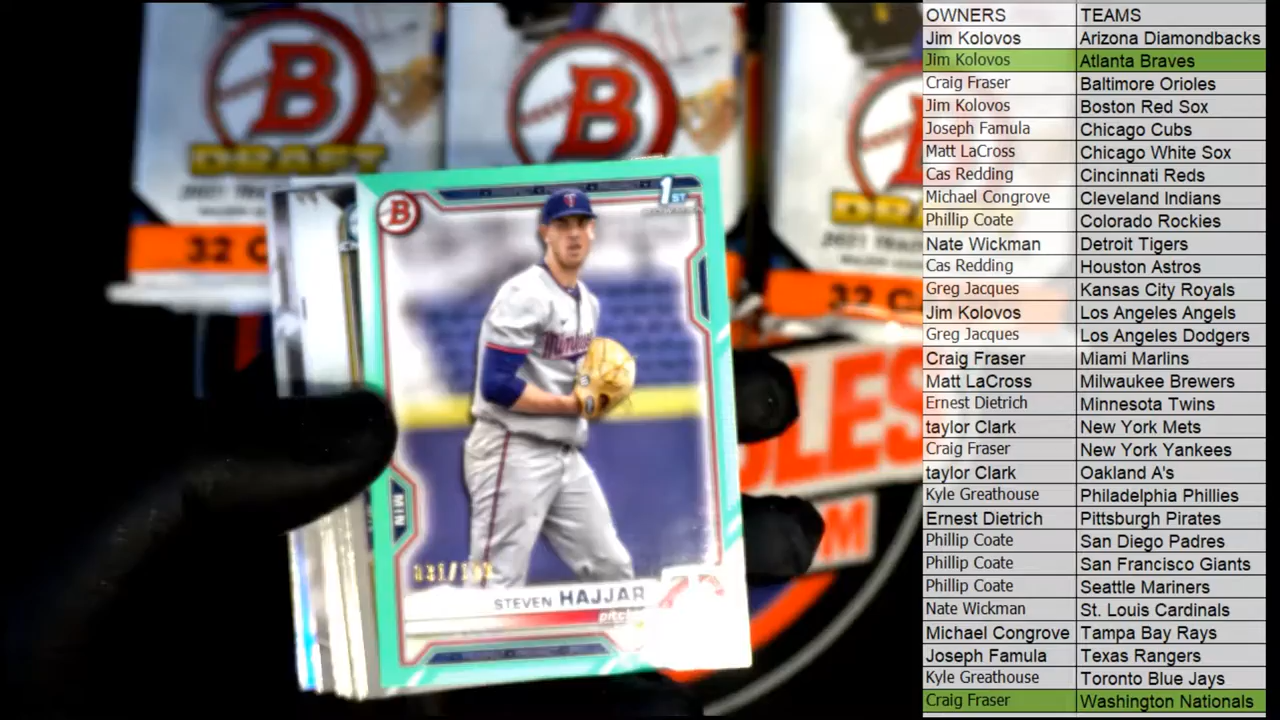 B
DRAFT
32 C
B
B
DRAFT
32 CA
B
1ST
MIN
STEVEN HAJJAR
pitcher
OWNERS TEAMS
Jim Kolovos Arizona Diamondbacks
Jim Kolovos Atlanta Braves
Craig Fraser Baltimore Orioles
Jim Kolovos Boston Red Sox
Joseph Famula Chicago Cubs
Matt LaCross Chicago White Sox
Cas Redding Cincinnati Reds
Michael Congrove Cleveland Indians
Phillip Coate Colorado Rockies
Nate Wickman Detroit Tigers
Cas Redding Houston Astros
Greg Jacques Kansas City Royals
Jim Kolovos Los Angeles Angels
Greg Jacques Los Angeles Dodgers
Craig Fraser Miami Marlins
Matt LaCross Milwaukee Brewers
Ernest Dietrich Minnesota Twins
taylor Clark New York Mets
Craig Fraser New York Yankees
taylor Clark Oakland A's
Kyle Greathouse Philadelphia Phillies
Ernest Dietrich Pittsburgh Pirates
Phillip Coate San Diego Padres
Phillip Coate San Francisco Giants
Phillip Coate Seattle Mariners
Nate Wickman St. Louis Cardinals
Michael Congrove Tampa Bay Rays
Joseph Famula Texas Rangers
Kyle Greathouse Toronto Blue Jays
Craig Fraser Washington Nationals